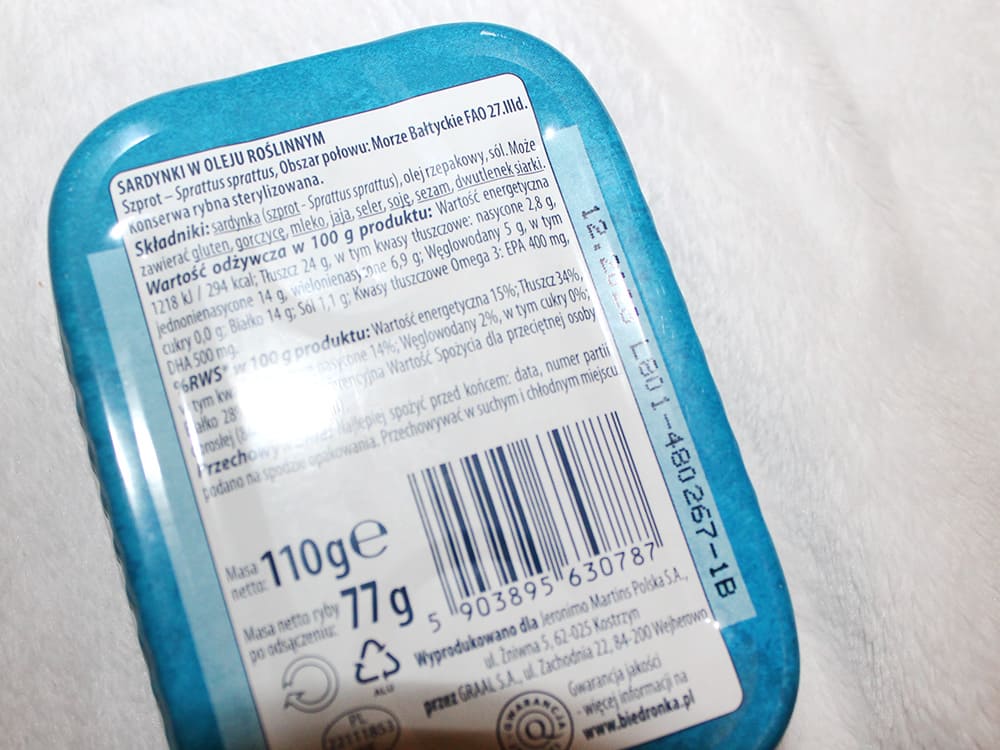 SARDYNKI W OLEJU ROŚLINNYM
Szprot – Sprattus sprattus, Obszar połowu: Morze Bałtyckie FAO 27.IIId.
Konserwa rybna sterylizowana.
Składniki: sardynka (szprot - Sprattus sprattus), olej rzepakowy, sól. Może
zawierać gluten, gorczycę, mleko, jaja, seler, soję, sezam, dwutlenek siarki.
Wartość odżywcza w 100 g produktu: Wartość energetyczna
1218 kJ / 294 kcal; Tłuszcz 24 g, w tym kwasy tłuszczowe: nasycone 2,8 g,
jednonienasycone 14 g, wielonienasycone 6,9 g; Węglowodany 5 g, w tym
cukry 0,0 g; Białko 14 g; Sól 1,1 g; Kwasy tłuszczowe Omega 3: EPA 400 mg,
DHA 500 mg.
%RWS* w 100 g produktu: Wartość energetyczna 15%; Tłuszcz 34%,
w tym nasycone 14%; Węglowodany 2%, w tym cukry 0%;
Wartość Spożycia dla przeciętnej osoby
Najlepiej spożyć przed końcem: data, numer partii
podano na spodzie opakowania. Przechowywać w suchym i chłodnym miejscu
Masa netto: 110g e
Masa netto ryby po odsączeniu: 77g
5 903895 630787
ALU
Wyprodukowano dla Jeronimo Martins Polska S.A.,
ul. Żniwna 5, 62-025 Kostrzyn
przez GRAAL S.A., ul. Zachodnia 22, 84-200 Wejherowo
PL
22111853
GWARANCJA
Gwarancja jakości
- więcej informacji na
www.biedronka.pl
L801-480267-1B